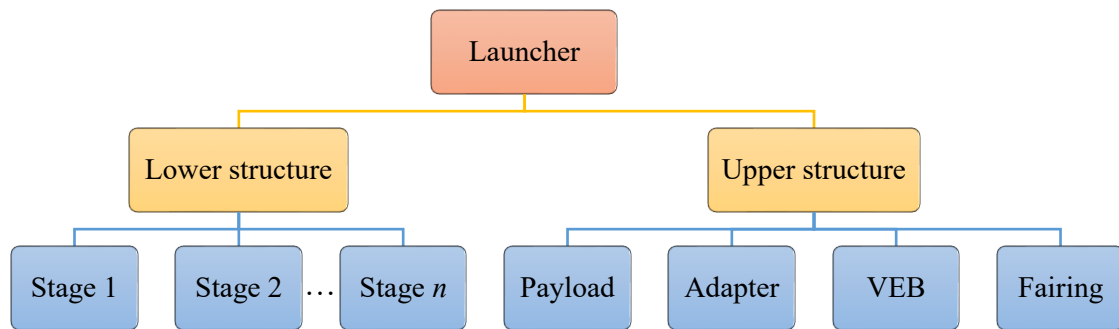 Launcher
Lower structure
Upper structure
Stage 1
Stage 2
…
Stage n
Payload
Adapter
VEB
Fairing